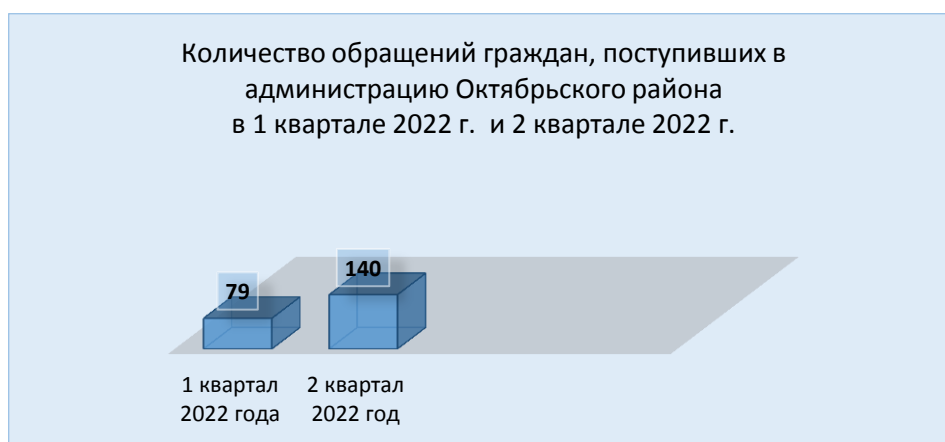 Количество обращений граждан, поступивших в
администрацию Октябрьского района
в 1 квартале 2022 г.  и 2 квартале 2022 г.
79
140
1 квартал
2022 года
2 квартал
2022 год